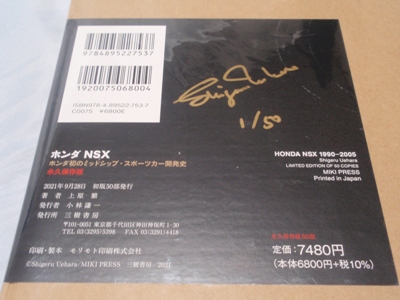 9784895227537
1920075068004
ISBN978-4-89522-753-7
C0075 ¥6800E
Shigeru Uehara
1/50
ホンダ NSX
ホンダ初のミッドシップ・スポーツカー開発史
永久保存版
2021年9月28日 初版50部発行
著者 上原 繁
発行者 小林謙一
発行所 三樹書房
〒101-0051 東京都千代田区神田神保町1-30
TEL 03(3295)5398 FAX 03(3291)4418
印刷・製本 モリモト印刷株式会社
©Shigeru Uehara/MIKI PRESS 三樹書房 2021
HONDA NSX 1990-2005
Shigeru Uehara
LIMITED EDITION OF 50 COPIES
MIKI PRESS
Printed in Japan
定価：7480円
（本体6800円+税10%）